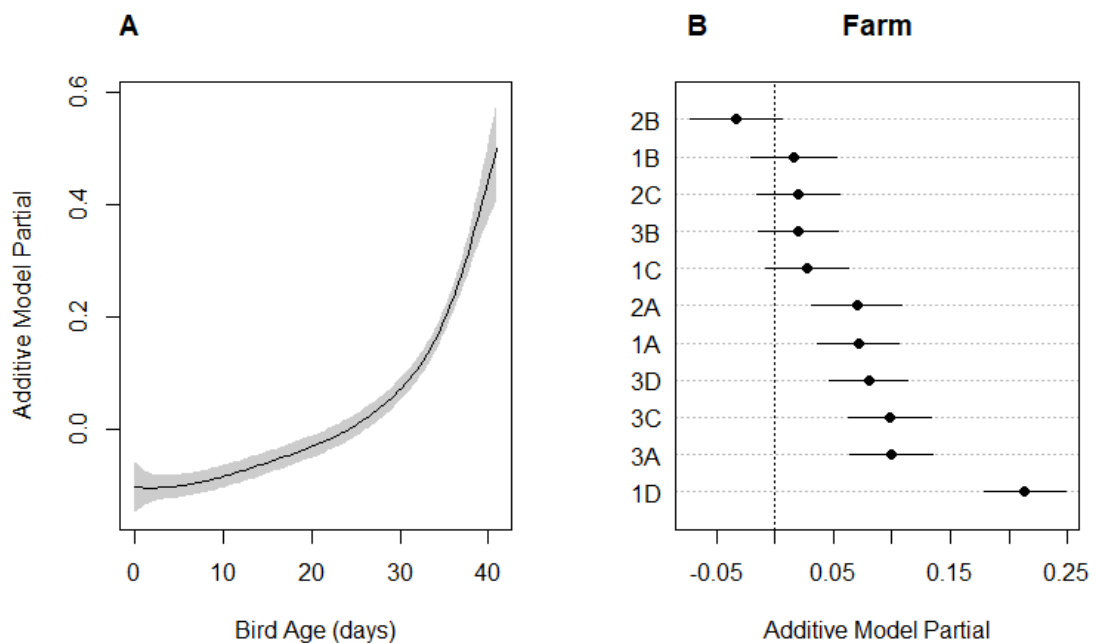 A
Additive Model Partial
0.6
0.4
0.2
0.0
0 10 20 30 40
Bird Age (days)
B Farm
2B
1B
2C
3B
1C
2A
1A
3D
3C
3A
1D
-0.05 0.05 0.15 0.25
Additive Model Partial